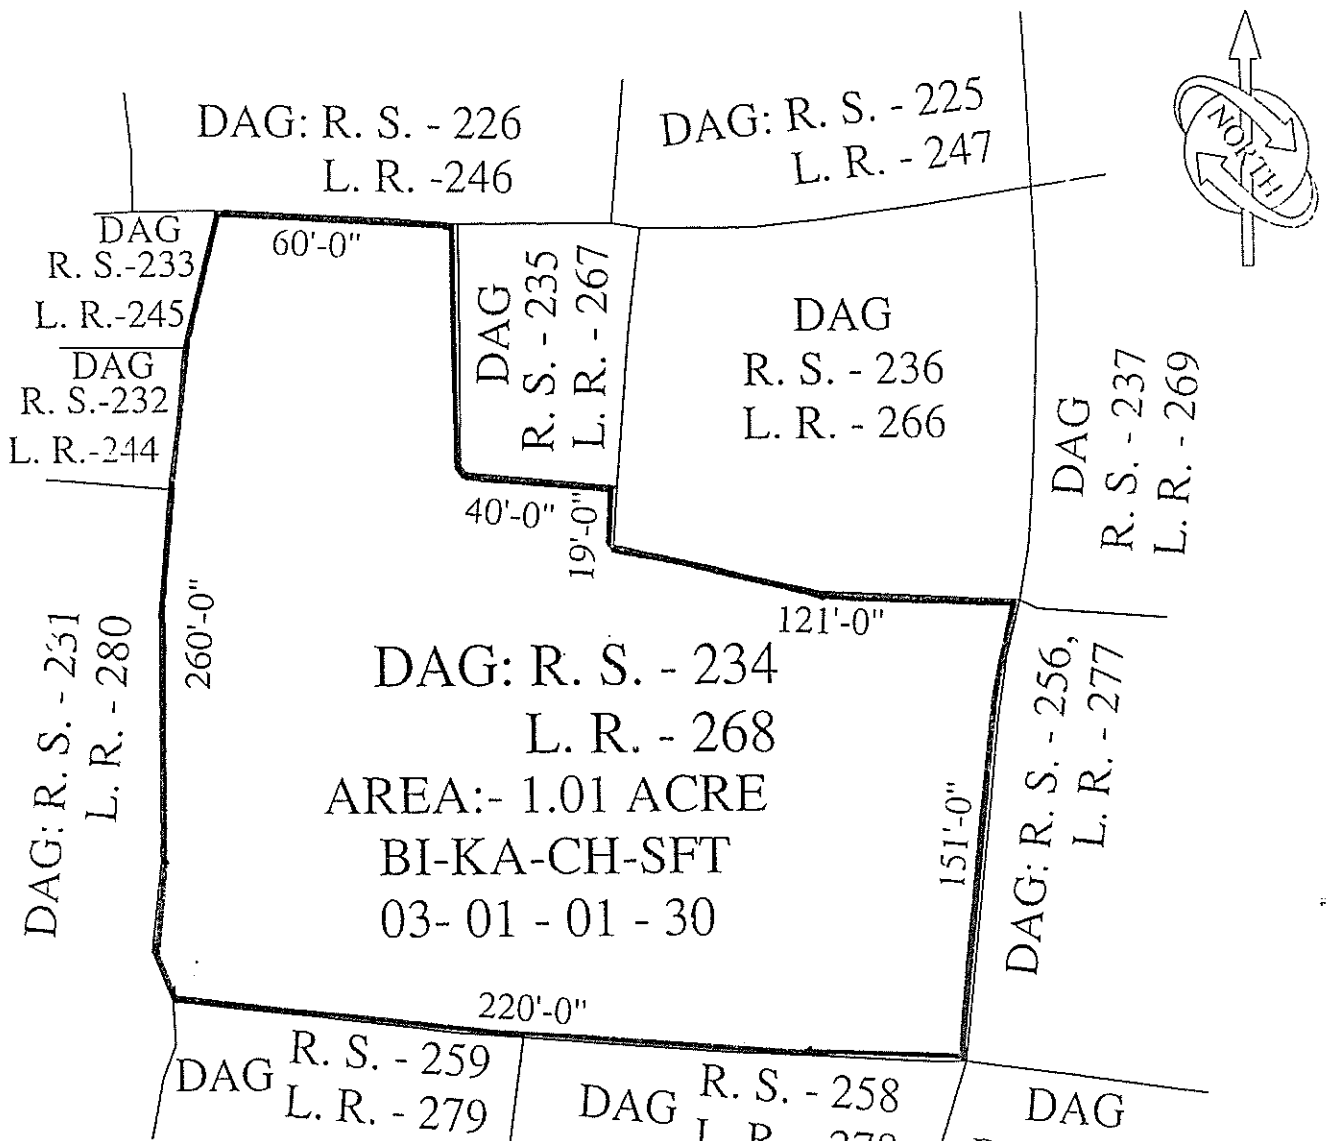 DAG: R. S. - 226
L. R. -246
DAG: R. S. - 225
L. R. - 247
NORTH
DAG
R. S.-233
L. R.-245
60'-0"
DAG
R. S. - 235
L. R. - 267
DAG
R. S. - 236
L. R. - 266
DAG
R. S. - 237
L. R. - 269
DAG
R. S.-232
L. R.-244
40'-0"
19'-0"
121'-0"
260'-0"
DAG: R. S. - 231
L. R. - 280
DAG: R. S. - 234
L. R. - 268
AREA:- 1.01 ACRE
BI-KA-CH-SFT
03- 01 - 01 - 30
151'-0"
DAG: R. S. - 256,
L. R. - 277
220'-0"
DAG
R. S. - 259
L. R. - 279
DAG
R. S. - 258
L. R. - 278
DAG